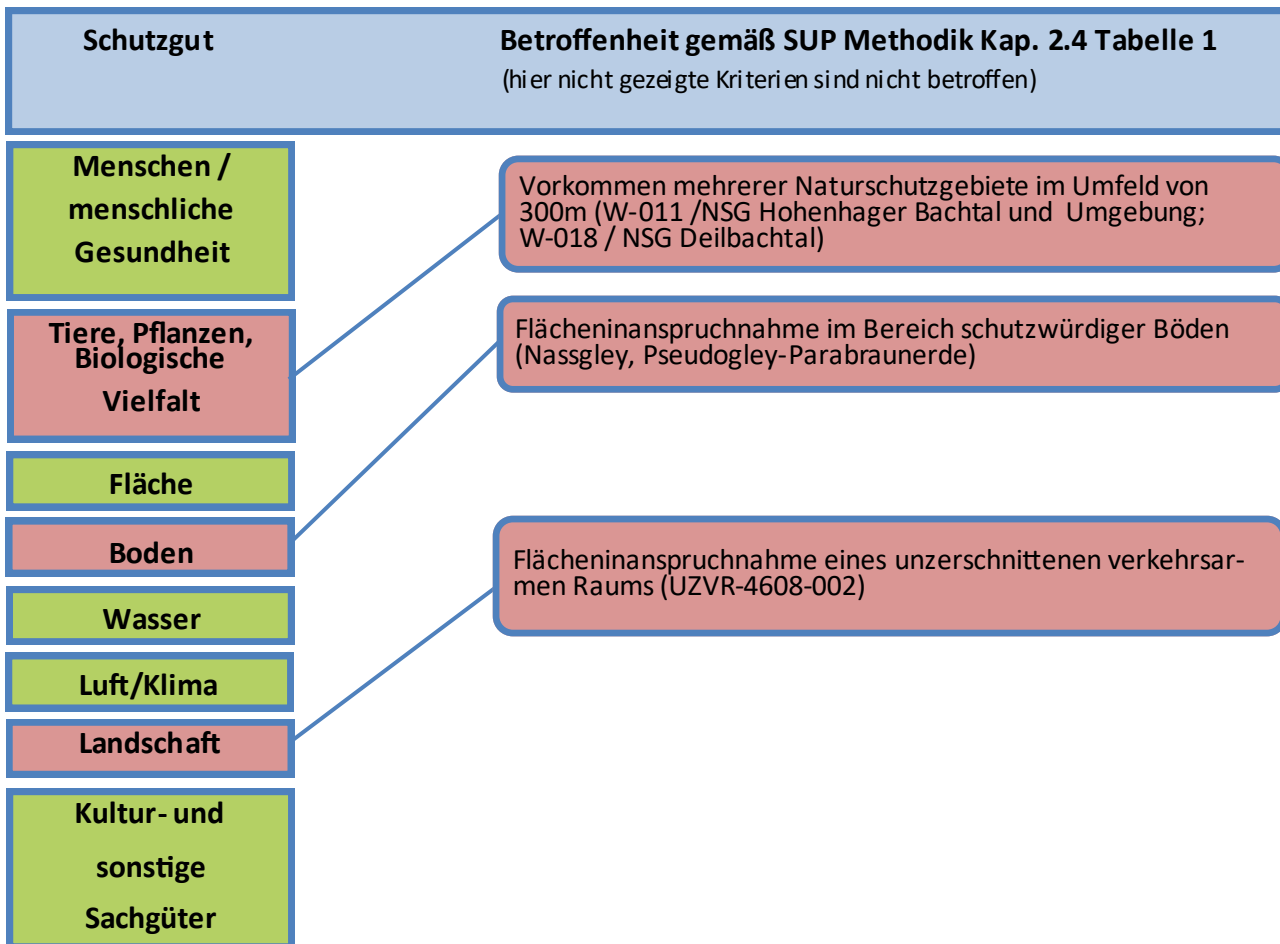 Schutzgut
Betroffenheit gemäß SUP Methodik Kap. 2.4 Tabelle 1
(hier nicht gezeigte Kriterien sind nicht betroffen)
Menschen /
menschliche
Gesundheit
Vorkommen mehrerer Naturschutzgebiete im Umfeld von
300m (W-011 /NSG Hohenhager Bachtal und Umgebung;
W-018 / NSG Deilbachtal)
Tiere, Pflanzen,
Biologische
Vielfalt
Flächeninanspruchnahme im Bereich schutzwürdiger Böden
(Nassgley, Pseudogley-Parabraunerde)
Fläche
Boden
Flächeninanspruchnahme eines unzerschnittenen verkehrsar-
men Raums (UZVR-4608-002)
Wasser
Luft/Klima
Landschaft
Kultur- und
sonstige
Sachgüter